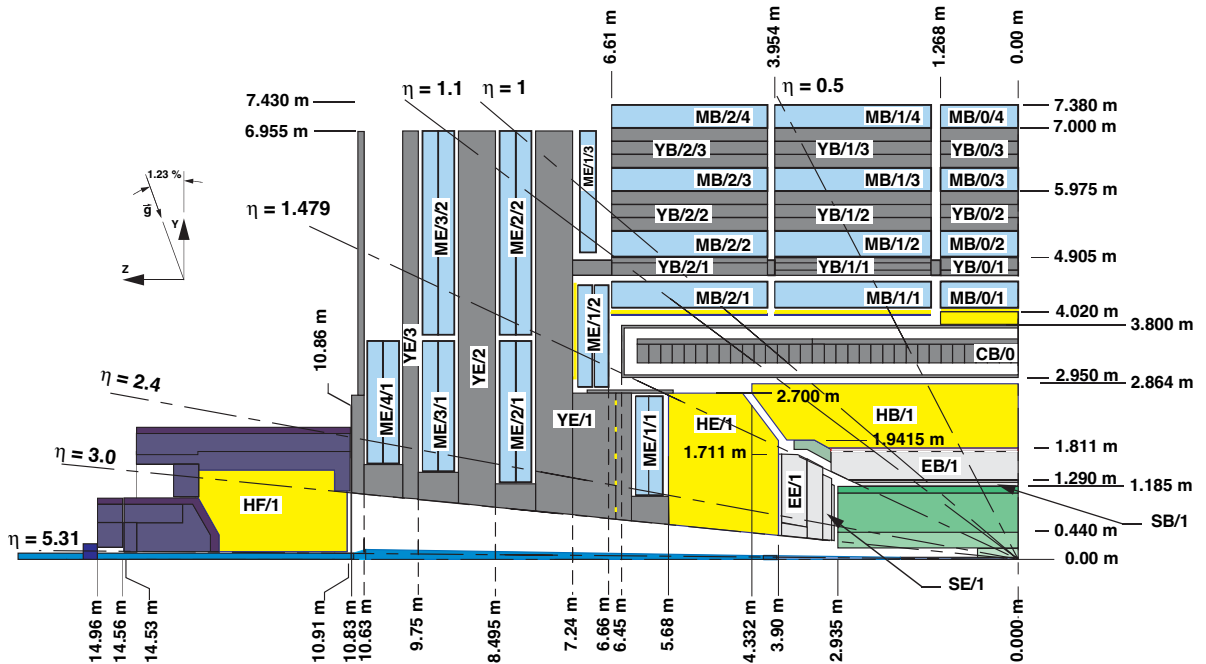 6.61 m
3.954 m
1.268 m
0.00 m
η = 1.1
η = 1
η = 0.5
7.430 m
6.955 m
7.380 m
7.000 m
MB/2/4
MB/1/4
MB/0/4
YB/2/3
YB/1/3
YB/0/3
ME/1/3
MB/2/3
MB/1/3
MB/0/3
5.975 m
1.23 %
g
Y
Z
η = 1.479
ME/3/2
ME/2/2
YB/2/2
YB/1/2
YB/0/2
MB/2/2
MB/1/2
MB/0/2
4.905 m
YB/2/1
YB/1/1
YB/0/1
MB/2/1
MB/1/1
MB/0/1
4.020 m
3.800 m
10.86 m
YE/3
YE/2
ME/1/2
CB/0
2.950 m
2.864 m
η = 2.4
ME/4/1
ME/3/1
ME/2/1
YE/1
ME/1/1
HE/1
2.700 m
HB/1
1.9415 m
1.711 m
1.811 m
EB/1
1.290 m
1.185 m
η = 3.0
HF/1
EE/1
SB/1
0.440 m
η = 5.31
0.00 m
SE/1
14.96 m
14.56 m
14.53 m
10.91 m
10.83 m
10.63 m
9.75 m
8.495 m
7.24 m
6.66 m
6.45 m
5.68 m
4.332 m
3.90 m
2.935 m
0.000 m